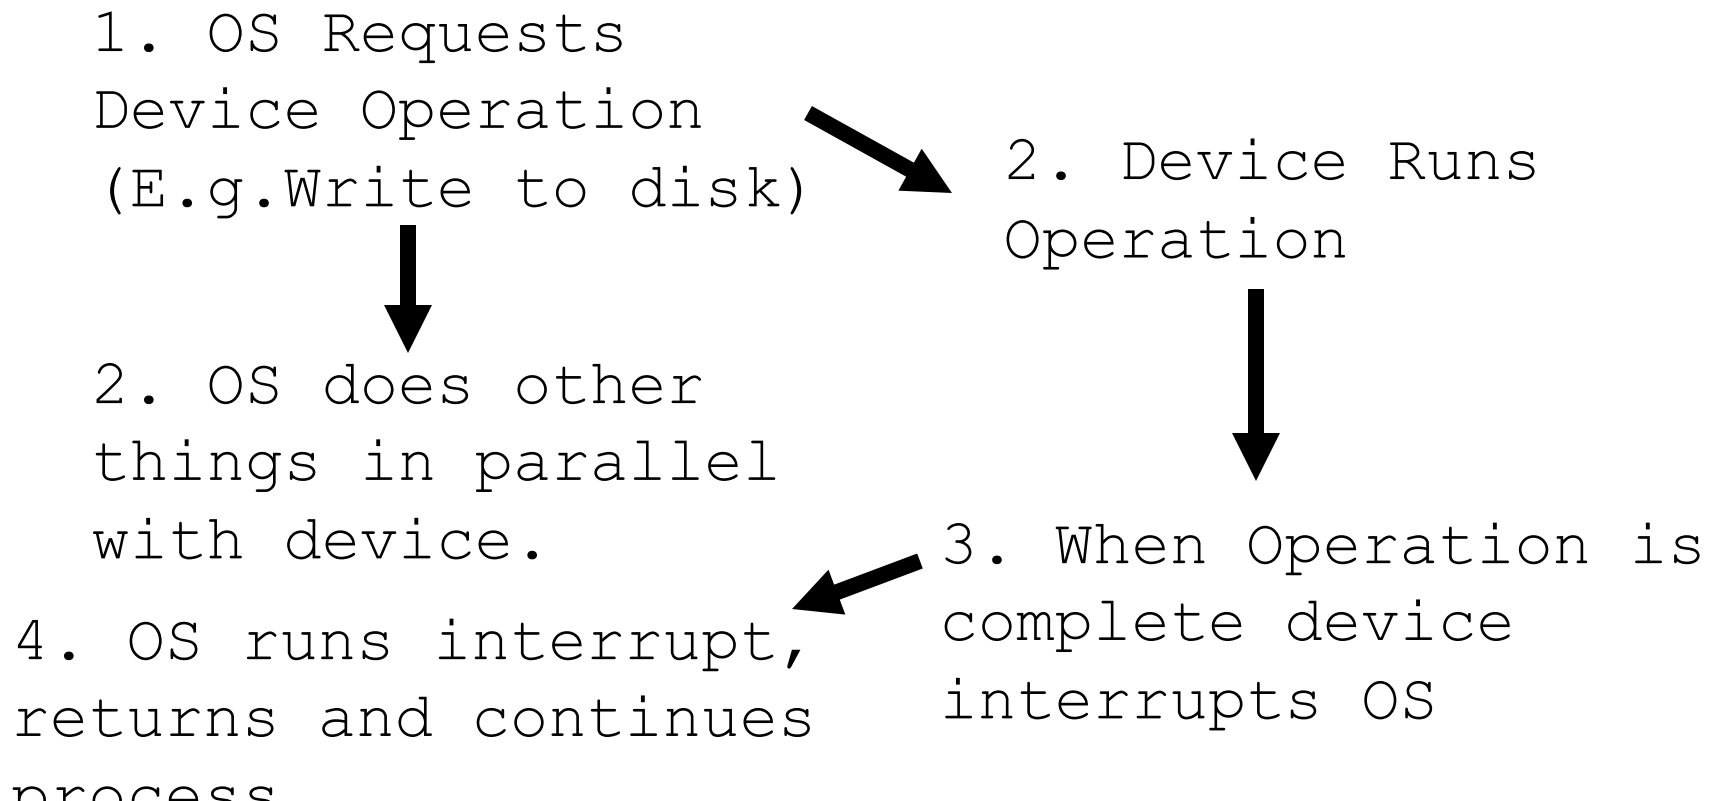 1. OS Requests
Device Operation
(E.g.Write to disk)
2. Device Runs
Operation
2. OS does other
things in parallel
with device.
3. When Operation is
complete device
interrupts OS
4. OS runs interrupt,
returns and continues
process